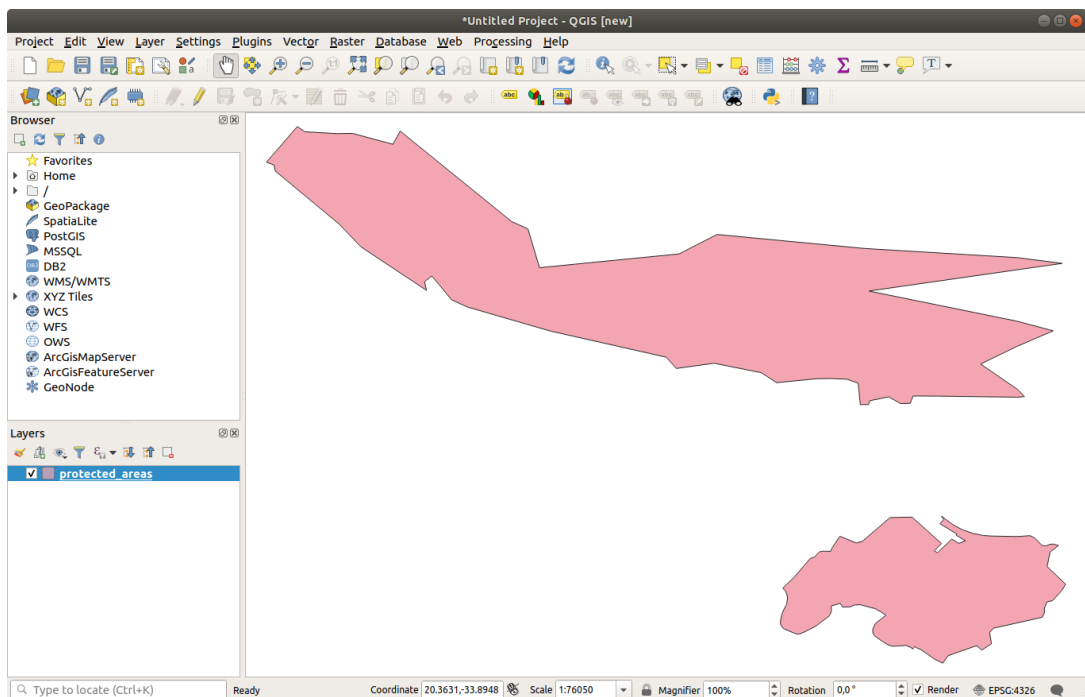 *Untitled Project - QGIS [new]
Project Edit View Layer Settings Plugins Vector Raster Database Web Processing Help
abc
Browser
Favorites
Home
/
GeoPackage
SpatiaLite
PostGIS
MSSQL
DB2 DB2
WMS/WMTS
XYZ Tiles
WCS
WFS
OWS
ArcGisMapServer
ArcGisFeatureServer
GeoNode
Layers
protected_areas
Type to locate (Ctrl+K) Ready Coordinate 20.3631,-33.8948 Scale 1:76050 Magnifier 100% Rotation 0,0 ° Render EPSG:4326